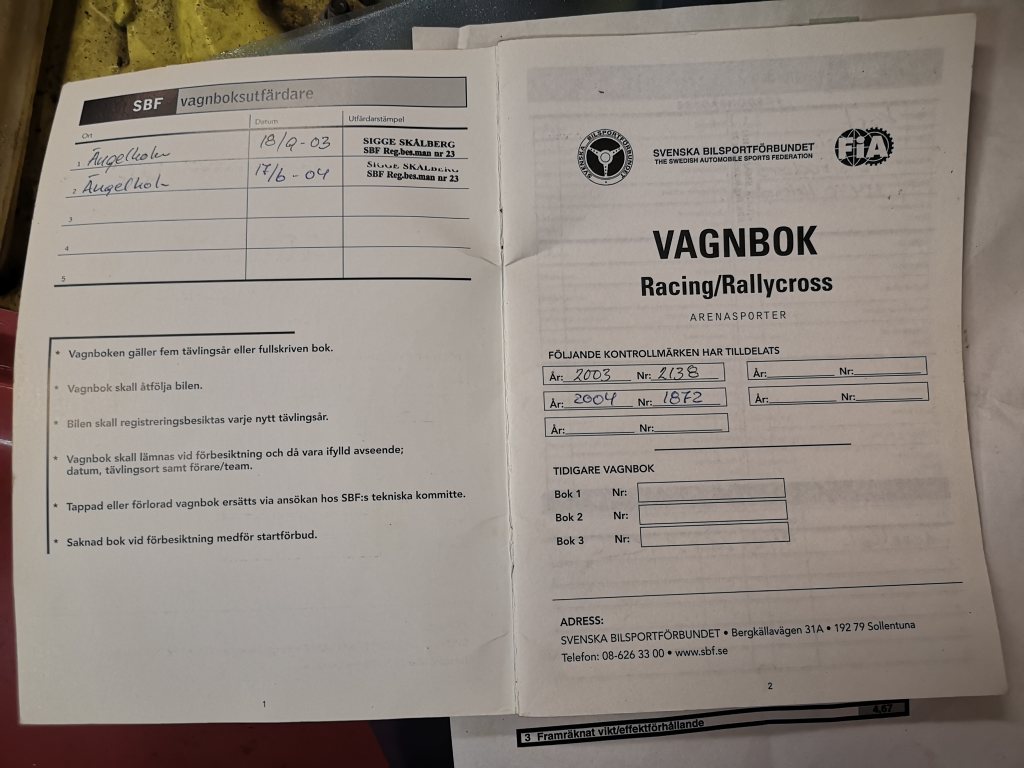 SBF vagnboksutfärdare
Ort Datum Utfärdarstämpel
1 Ängelholm 18/9-03 SIGGE SKÅLBERG
SBF Reg.bes.man nr 23
2 Ängelholm 17/6-04 SIGGE SKÅLBERG
SBF Reg.bes.man nr 23
3
4
5
* Vagnboken gäller fem tävlingsår eller fullskriven bok.
* Vagnbok skall åtfölja bilen.
* Bilen skall registreringsbesiktas varje nytt tävlingsår.
* Vagnbok skall lämnas vid förbesiktning och då vara ifylld avseende;
datum, tävlingsort samt förare/team.
* Tappad eller förlorad vagnbok ersätts via ansökan hos SBF:s tekniska kommitte.
* Saknad bok vid förbesiktning medför startförbud.
1
SVENSKA BILSPORTFÖRBUNDET
SVENSKA BILSPORTFÖRBUNDET
THE SWEDISH AUTOMOBILE SPORTS FEDERATION
FIA
VAGNBOK
Racing/Rallycross
ARENASPORTER
FÖLJANDE KONTROLLMÄRKEN HAR TILLDELATS
År: 2003 Nr: 2138 År: Nr:
År: 2004 Nr: 1872 År: Nr:
År: Nr:
TIDIGARE VAGNBOK
Bok 1 Nr:
Bok 2 Nr:
Bok 3 Nr:
ADRESS:
SVENSKA BILSPORTFÖRBUNDET • Bergkällavägen 31A • 192 79 Sollentuna
Telefon: 08-626 33 00 • www.sbf.se
2
3 Framräknat vikt/effektförhållande 4,67